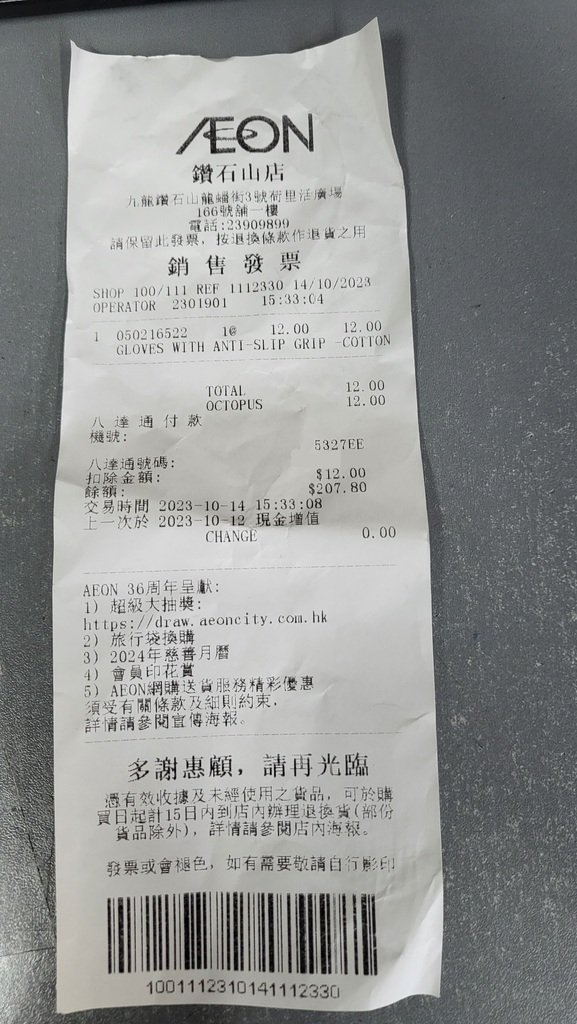 ÆON
鑽石山店
九龍鑽石山龍蟠街3號荷里活廣場
166號舖一樓
電話:23909899
請保留此發票，按退換條款作退貨之用
銷售發票
SHOP 100/111 REF 1112330 14/10/2023
OPERATOR 2301901 15:33:04
1 050216522 1@ 12.00 12.00
GLOVES WITH ANTI-SLIP GRIP -COTTON
TOTAL 12.00
OCTOPUS 12.00
八達通付款
機號:
5327EE
八達通號碼:
扣除金額: $12.00
餘額: $207.80
交易時間 2023-10-14 15:33:08
上一次於 2023-10-12 現金增值
CHANGE 0.00
AEON 36周年呈獻:
1) 超級大抽獎:
https://draw.aeoncity.com.hk
2) 旅行袋換購
3) 2024年慈善月曆
4) 會員印花賞
5) AEON網購送貨服務精彩優惠
須受有關條款及細則約束，
詳情請參閱宣傳海報。
多謝惠顧，請再光臨
憑有效收據及未經使用之貨品，可於購
買日起計15日內到店內辦理退換貨(部份
貨品除外)，詳情請參閱店內海報。
發票或會褪色，如有需要敬請自行影印
1001112310141112330